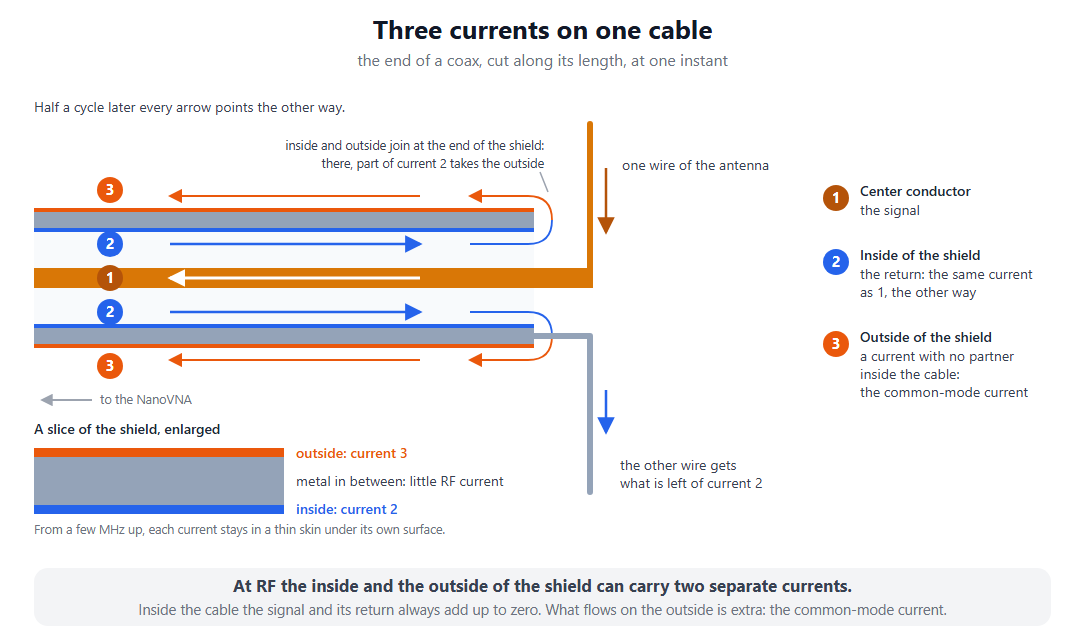 Three currents on one cable
the end of a coax, cut along its length, at one instant
Half a cycle later every arrow points the other way.
inside and outside join at the end of the shield:
there, part of current 2 takes the outside
one wire of the antenna
3
2
1
2
3
to the NanoVNA
1
Center conductor
the signal
2
Inside of the shield
the return: the same current
as 1, the other way
3
Outside of the shield
a current with no partner
inside the cable:
the common-mode current
the other wire gets
what is left of current 2
A slice of the shield, enlarged
outside: current 3
metal in between: little RF current
inside: current 2
From a few MHz up, each current stays in a thin skin under its own surface.
At RF the inside and the outside of the shield can carry two separate currents.
Inside the cable the signal and its return always add up to zero. What flows on the outside is extra: the common-mode current.